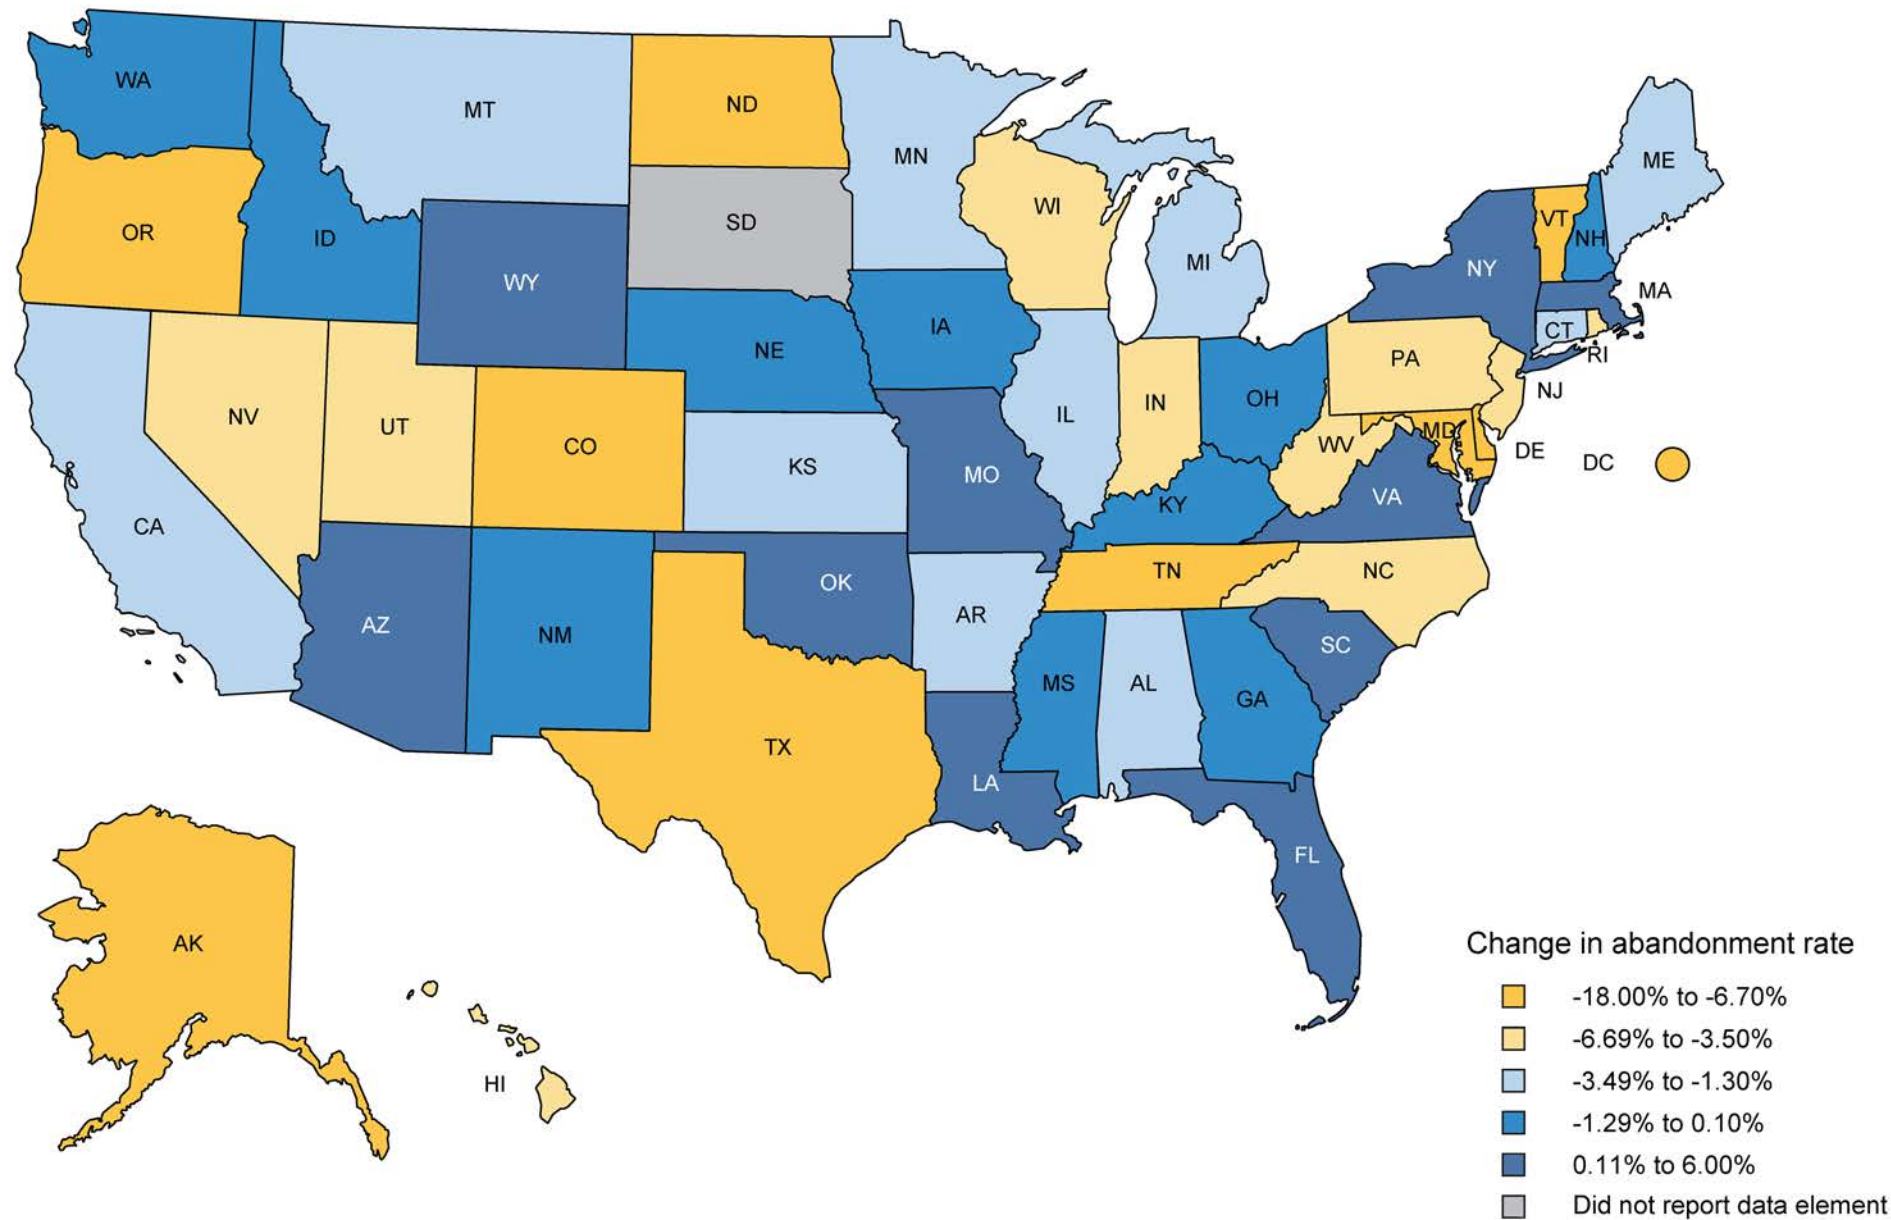 WA
MT
ND
MN
ME
WI
VT
NH
OR
ID
SD
MI
NY
WY
MA
IA
CT
NE
RI
PA
NJ
NV
UT
CO
KS
IL
IN
OH
WV
MD
DE
DC
MO
KY
VA
CA
OK
TN
NC
AZ
NM
AR
SC
MS
AL
GA
TX
LA
FL
AK
HI
Change in abandonment rate
-18.00% to -6.70%
-6.69% to -3.50%
-3.49% to -1.30%
-1.29% to 0.10%
0.11% to 6.00%
Did not report data element